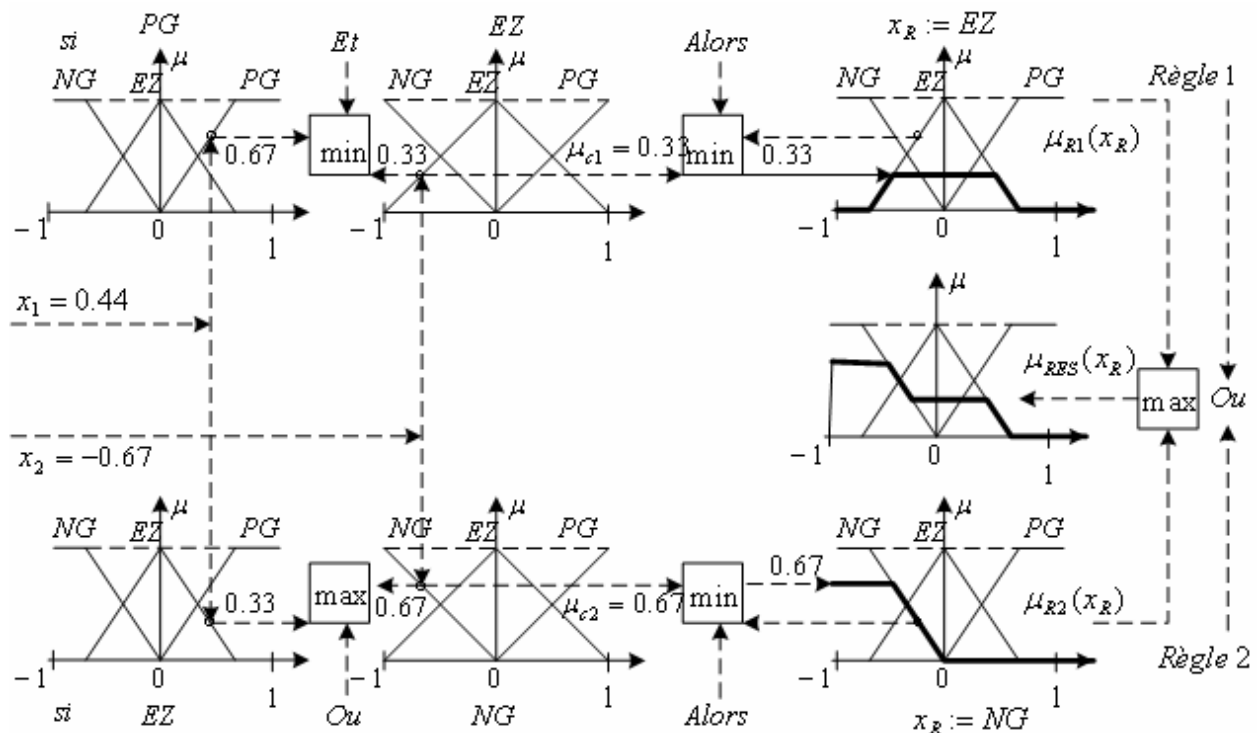 si PG Et EZ Alors x_R := EZ
NG EZ μ PG NG EZ μ PG NG EZ μ PG Règle 1
0.67 min 0.33 μ_c1 = 0.33 min 0.33 μ_R1(x_R)
−1 0 1 −1 0 1 −1 0 1
x_1 = 0.44
μ
μ_RES(x_R) max Ou
−1 0 1
x_2 = −0.67
NG EZ μ PG NG EZ μ PG NG EZ μ PG
0.33 max 0.67 μ_c2 = 0.67 min 0.67 μ_R2(x_R)
−1 0 1 −1 0 1 −1 0 1 Règle 2
si EZ Ou NG Alors x_R := NG